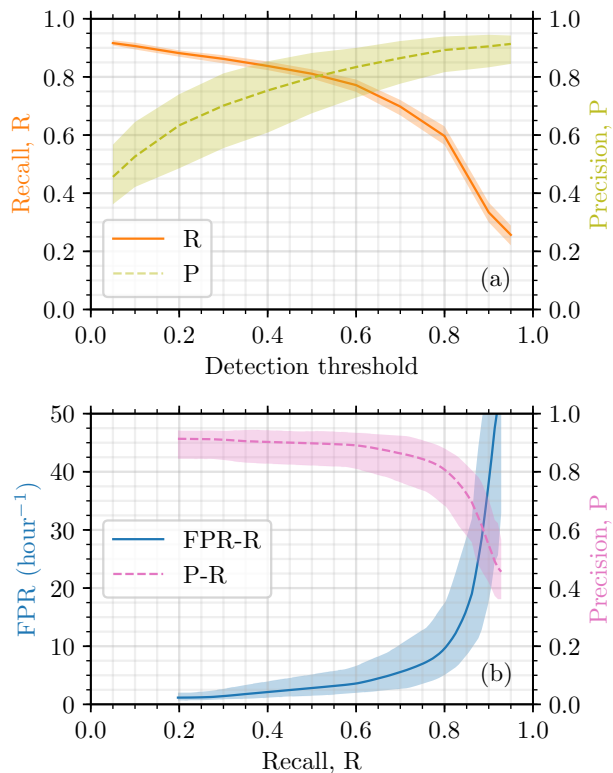 1.0
0.8
0.6
0.4
0.2
0.0
Recall, R
R
P
(a)
1.0
0.8
0.6
0.4
0.2
0.0
Precision, P
0.0 0.2 0.4 0.6 0.8 1.0
Detection threshold
50
40
30
20
10
0
FPR (hour⁻¹)
FPR-R
P-R
(b)
1.0
0.8
0.6
0.4
0.2
0.0
Precision, P
0.0 0.2 0.4 0.6 0.8 1.0
Recall, R